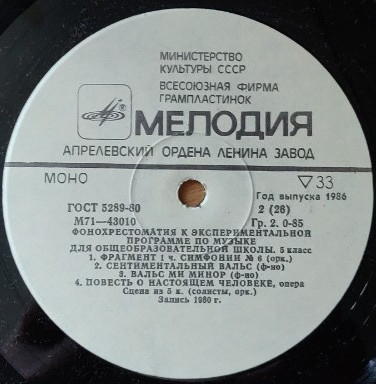 МИНИСТЕРСТВО
КУЛЬТУРЫ СССР
ВСЕСОЮЗНАЯ ФИРМА
ГРАМПЛАСТИНОК
МЕЛОДИЯ
АПРЕЛЕВСКИЙ ОРДЕНА ЛЕНИНА ЗАВОД
МОНО ▽33
Год выпуска 1986
ГОСТ 5289-80 2 (26)
М71—43010 Гр. 2. 0-85
ФОНОХРЕСТОМАТИЯ К ЭКСПЕРИМЕНТАЛЬНОЙ
ПРОГРАММЕ ПО МУЗЫКЕ
ДЛЯ ОБЩЕОБРАЗОВАТЕЛЬНОЙ ШКОЛЫ. 5 класс
1. ФРАГМЕНТ 1 ч. СИМФОНИИ № 6 (орк.)
2. СЕНТИМЕНТАЛЬНЫЙ ВАЛЬС (ф-но)
3. ВАЛЬС МИ МИНОР (ф-но)
4. ПОВЕСТЬ О НАСТОЯЩЕМ ЧЕЛОВЕКЕ, опера
Сцена из 5 к. (солисты, орк.)
Запись 1980 г.